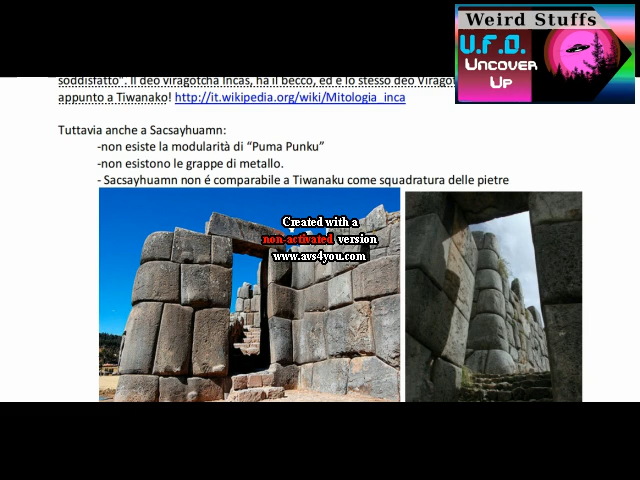 Weird Stuffs
U.F.O.
Uncover
Up
soddisfatto". Il deo viragotcha Incas, ha il becco, ed è lo stesso deo Virago
appunto a Tiwanako! http://it.wikipedia.org/wiki/Mitologia_inca
Tuttavia anche a Sacsayhuamn:
-non esiste la modularità di “Puma Punku”
-non esistono le grappe di metallo.
- Sacsayhuamn non é comparabile a Tiwanaku come squadratura delle pietre
Created with a
non-activated version
www.avs4you.com